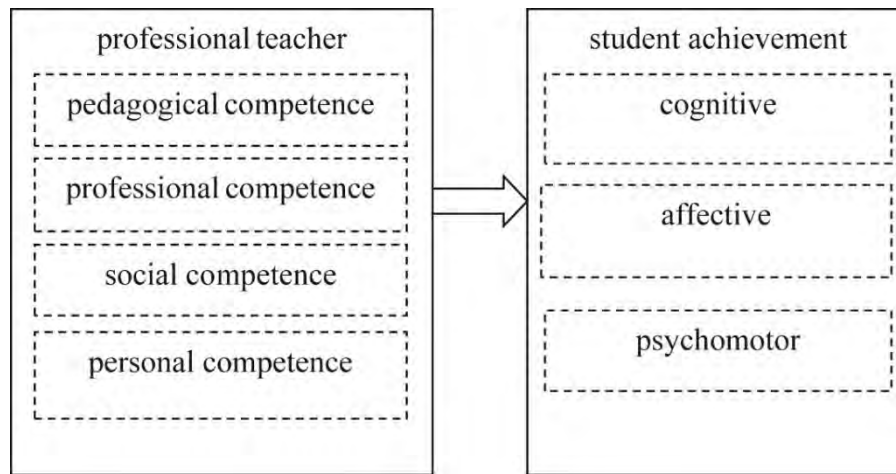 professional teacher
pedagogical competence
professional competence
social competence
personal competence
student achievement
cognitive
affective
psychomotor